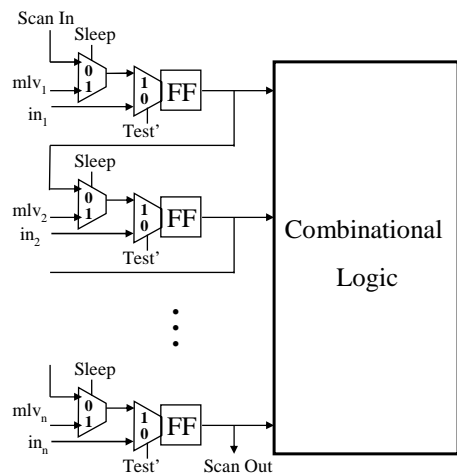 Scan In
Sleep
0
1
mlv1
in1
1
0
FF
Test'
Sleep
0
1
mlv2
in2
1
0
FF
Test'
Combinational
Logic
Sleep
0
1
mlvn
inn
1
0
FF
Test'
Scan Out